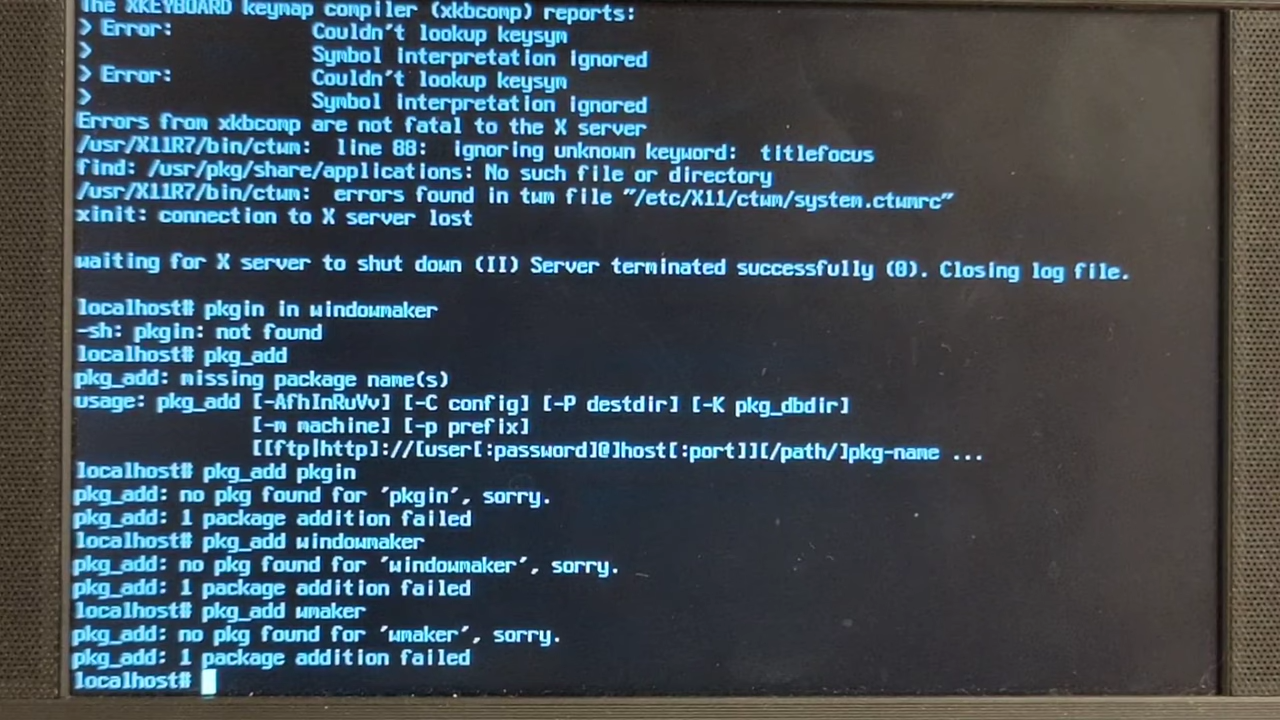 The XKEYBOARD keymap compiler (xkbcomp) reports:
> Error:            Couldn't lookup keysym
>                   Symbol interpretation ignored
> Error:            Couldn't lookup keysym
>                   Symbol interpretation ignored
Errors from xkbcomp are not fatal to the X server
/usr/X11R7/bin/ctwm:  line 88:  ignoring unknown keyword:  titlefocus
find: /usr/pkg/share/applications: No such file or directory
/usr/X11R7/bin/ctwm:  errors found in twm file "/etc/X11/ctwm/system.ctwmrc"
xinit: connection to X server lost
waiting for X server to shut down (II) Server terminated successfully (0). Closing log file.
localhost# pkgin in windowmaker
-sh: pkgin: not found
localhost# pkg_add
pkg_add: missing package name(s)
usage: pkg_add [-AfhInRuVv] [-C config] [-P destdir] [-K pkg_dbdir]
               [-m machine] [-p prefix]
               [[ftp|http]://[user[:password]@]host[:port]][/path/]pkg-name ...
localhost# pkg_add pkgin
pkg_add: no pkg found for 'pkgin', sorry.
pkg_add: 1 package addition failed
localhost# pkg_add windowmaker
pkg_add: no pkg found for 'windowmaker', sorry.
pkg_add: 1 package addition failed
localhost# pkg_add wmaker
pkg_add: no pkg found for 'wmaker', sorry.
pkg_add: 1 package addition failed
localhost#